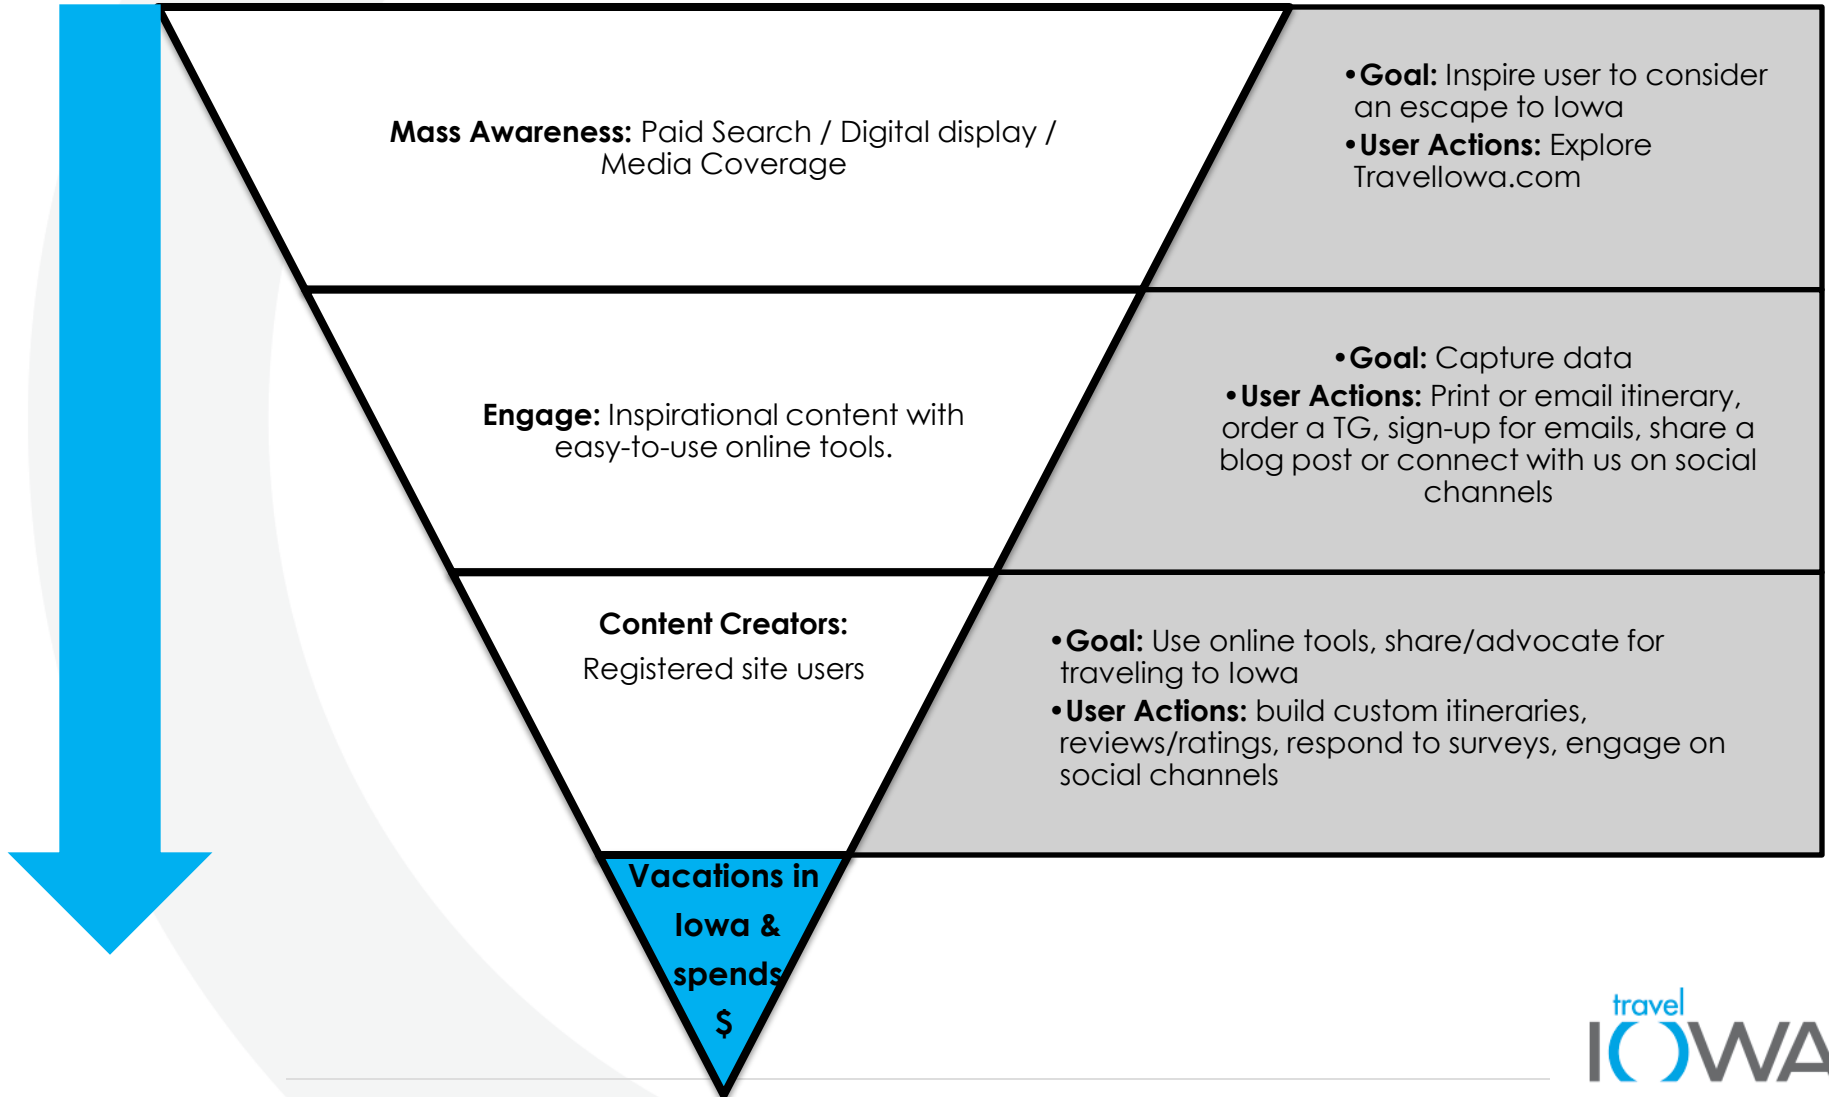 Mass Awareness: Paid Search / Digital display /
Media Coverage
•Goal: Inspire user to consider
an escape to Iowa
•User Actions: Explore
TravelIowa.com
Engage: Inspirational content with
easy-to-use online tools.
•Goal: Capture data
•User Actions: Print or email itinerary,
order a TG, sign-up for emails, share a
blog post or connect with us on social
channels
Content Creators:
Registered site users
•Goal: Use online tools, share/advocate for
traveling to Iowa
•User Actions: build custom itineraries,
reviews/ratings, respond to surveys, engage on
social channels
Vacations in
Iowa &
spends
$
travel
IOWA